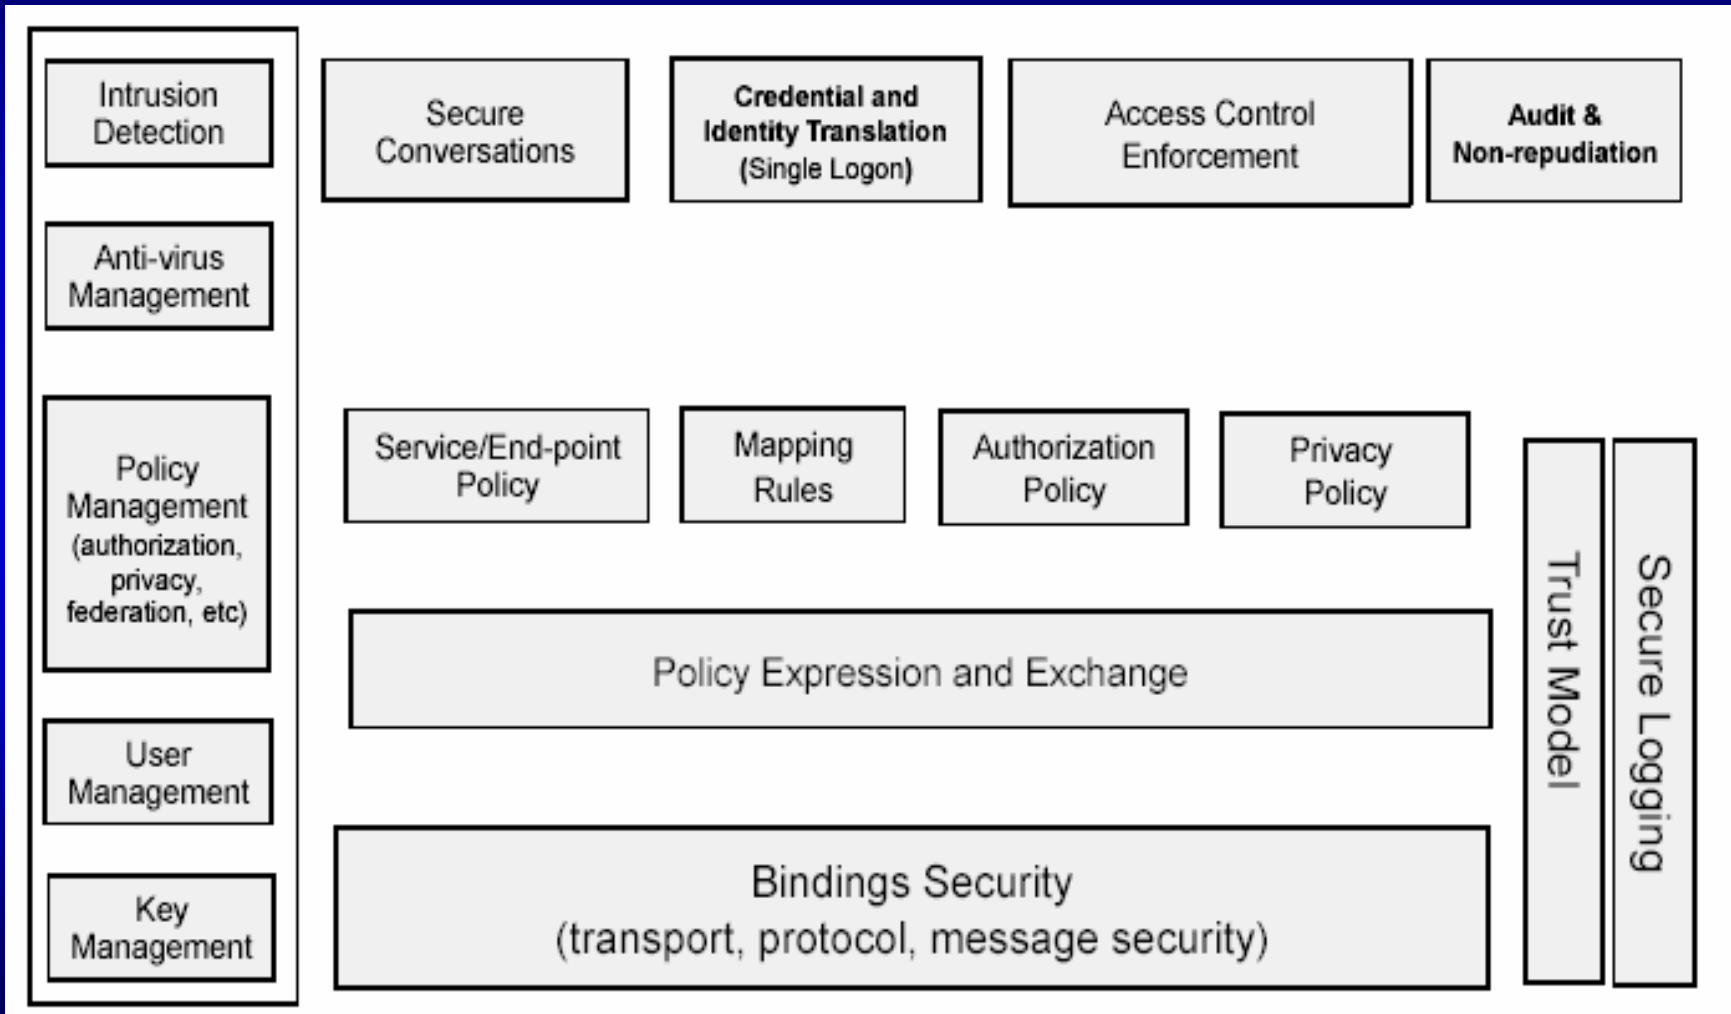 Intrusion
Detection
Anti-virus
Management
Policy
Management
(authorization,
privacy,
federation, etc)
User
Management
Key
Management
Secure
Conversations
Credential and
Identity Translation
(Single Logon)
Access Control
Enforcement
Audit &
Non-repudiation
Service/End-point
Policy
Mapping
Rules
Authorization
Policy
Privacy
Policy
Policy Expression and Exchange
Bindings Security
(transport, protocol, message security)
Trust Model
Secure Logging